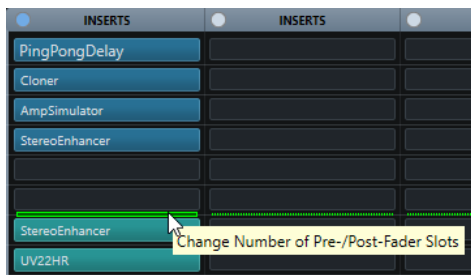 INSERTS INSERTS
PingPongDelay
Cloner
AmpSimulator
StereoEnhancer
StereoEnhancer
Change Number of Pre-/Post-Fader Slots
UV22HR